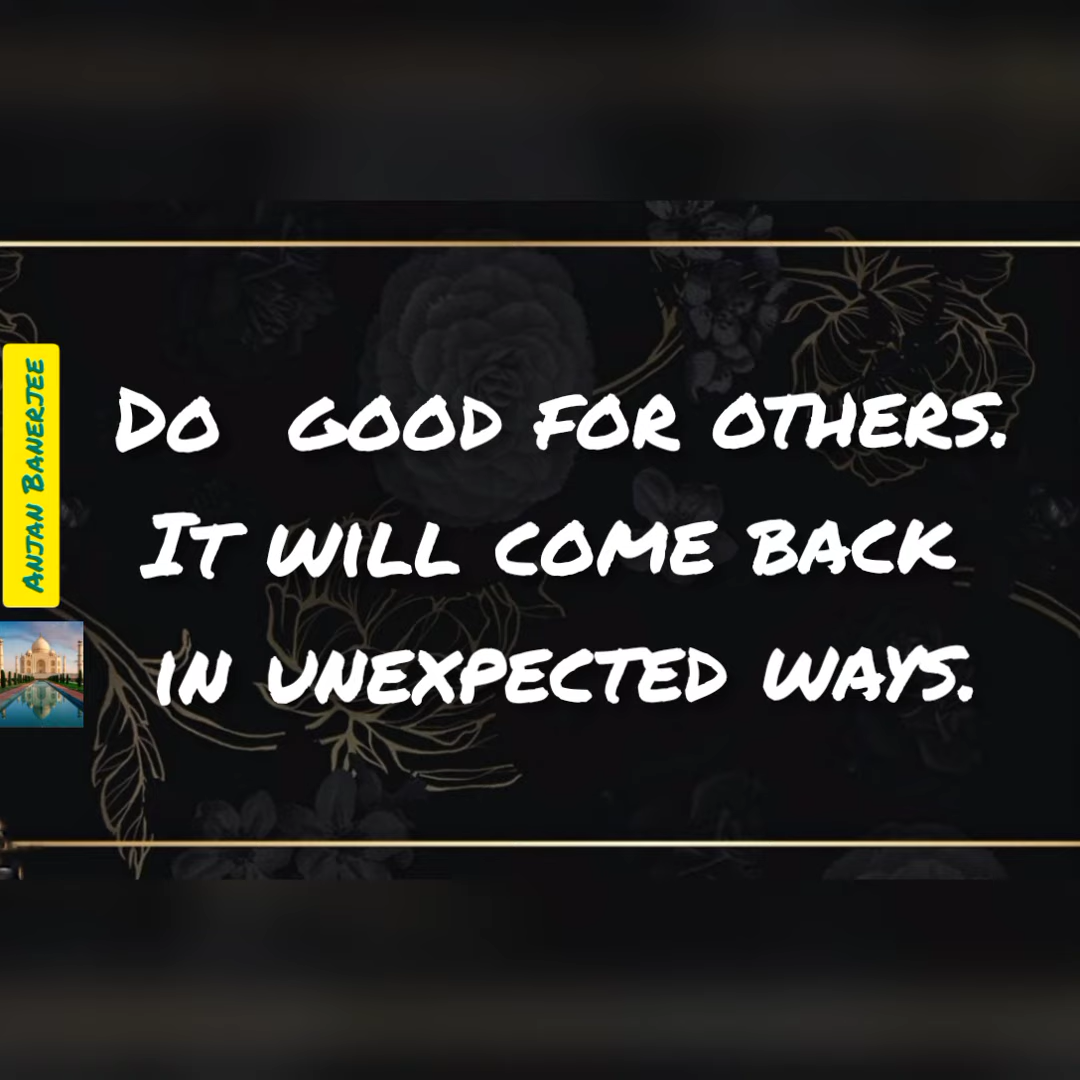 Do good for others.
It will come back
in unexpected ways.
Anjan Banerjee